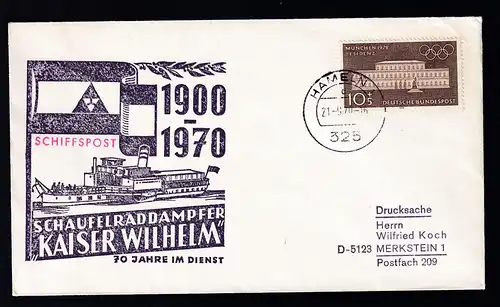 1900
-
1970
SCHIFFSPOST
SCHAUFELRADDAMPFER
"KAISER WILHELM"
70 JAHRE IM DIENST
HAMELN
325
MÜNCHEN 1972
RESIDENZ
10+5
DEUTSCHE BUNDESPOST
Drucksache
Herrn
Wilfried Koch
D-5123 MERKSTEIN 1
Postfach 209